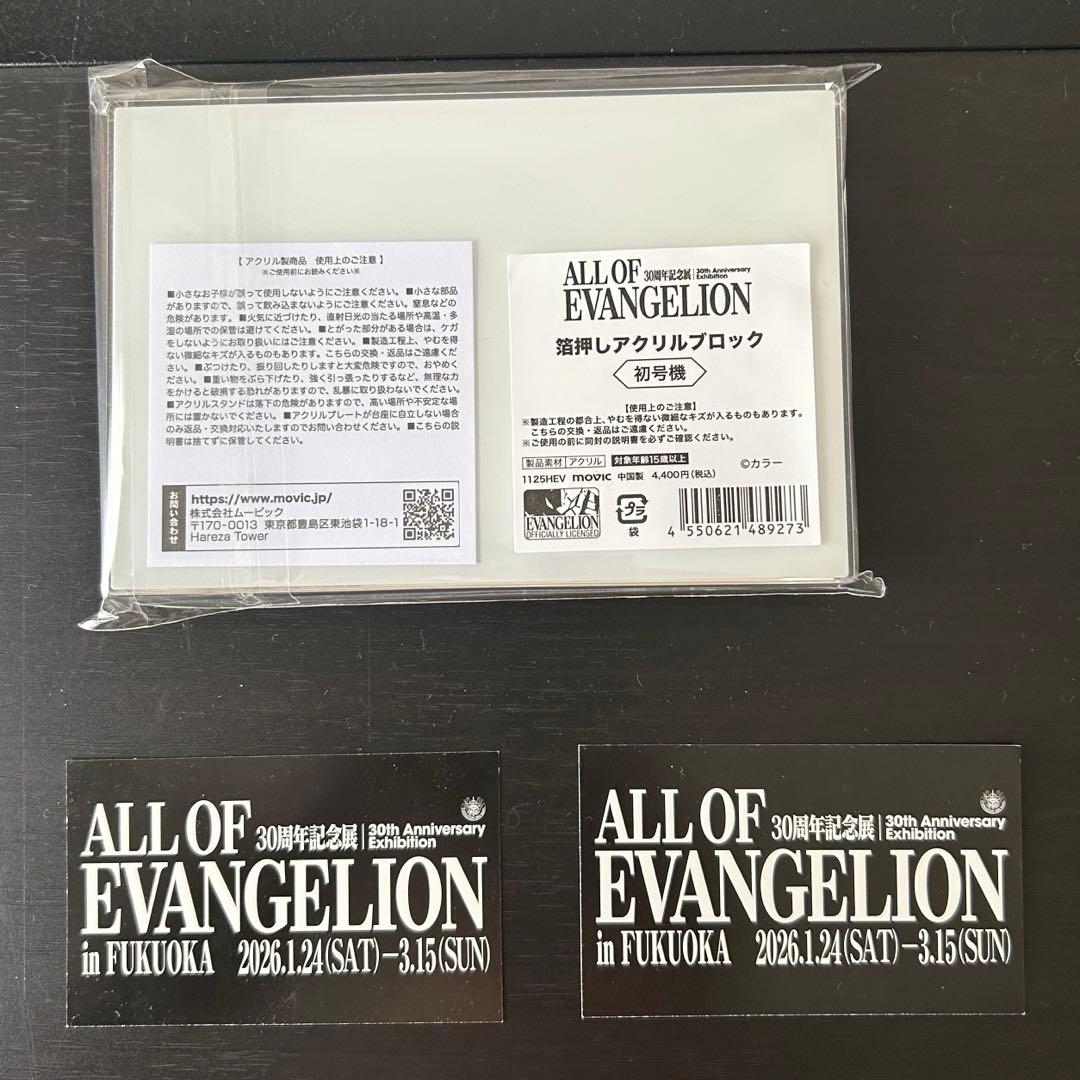 【 アクリル製商品　使用上のご注意 】
※ご使用前にお読みください※
■小さなお子様が誤って使用しないようにご注意ください。■小さな部品
がありますので、誤って飲み込まないようにご注意ください。窒息などの
危険があります。■火気に近づけたり、直射日光の当たる場所や高温・多
湿の場所での保管は避けてください。■とがった部分がある場合は、ケガ
をしないようにお取り扱いにはご注意ください。■製造工程上、やむを得
ない微細なキズが入るものもあります。こちらの交換・返品はご遠慮くだ
さい。■ぶつけたり、振り回したりしますと大変危険ですので、おやめく
ださい。■重い物をぶら下げたり、強く引っ張ったりするなど、無理な力
をかけると破損する恐れがありますので、乱暴に取り扱わないでください。
■アクリルスタンドは落下の危険がありますので、高い場所や不安定な場
所には置かないでください。■アクリルプレートが台座に自立しない場合
のみ返品・交換対応いたしますのでお問い合わせください。■こちらの説
明書は捨てずに保管してください。
お問い合わせ
https://www.movic.jp/
株式会社ムービック
〒170-0013 東京都豊島区東池袋1-18-1
Hareza Tower
ALL OF 30周年記念展 30th Anniversary Exhibition
EVANGELION
箔押しアクリルブロック
初号機
【使用上のご注意】
※製造工程の都合上、やむを得ない微細なキズが入るものもあります。
こちらの交換・返品はご遠慮ください。
※ご使用の前に同封の説明書を必ずご確認ください。
製品素材 アクリル 対象年齢15歳以上 ©カラー
1125HEV movic 中国製 4,400円(税込)
EVANGELION
OFFICIALLY LICENSED
プラ
袋
4 550621 489273
ALL OF 30周年記念展 30th Anniversary Exhibition
EVANGELION
in FUKUOKA 2026.1.24(SAT)–3.15(SUN)
ALL OF 30周年記念展 30th Anniversary Exhibition
EVANGELION
in FUKUOKA 2026.1.24(SAT)–3.15(SUN)